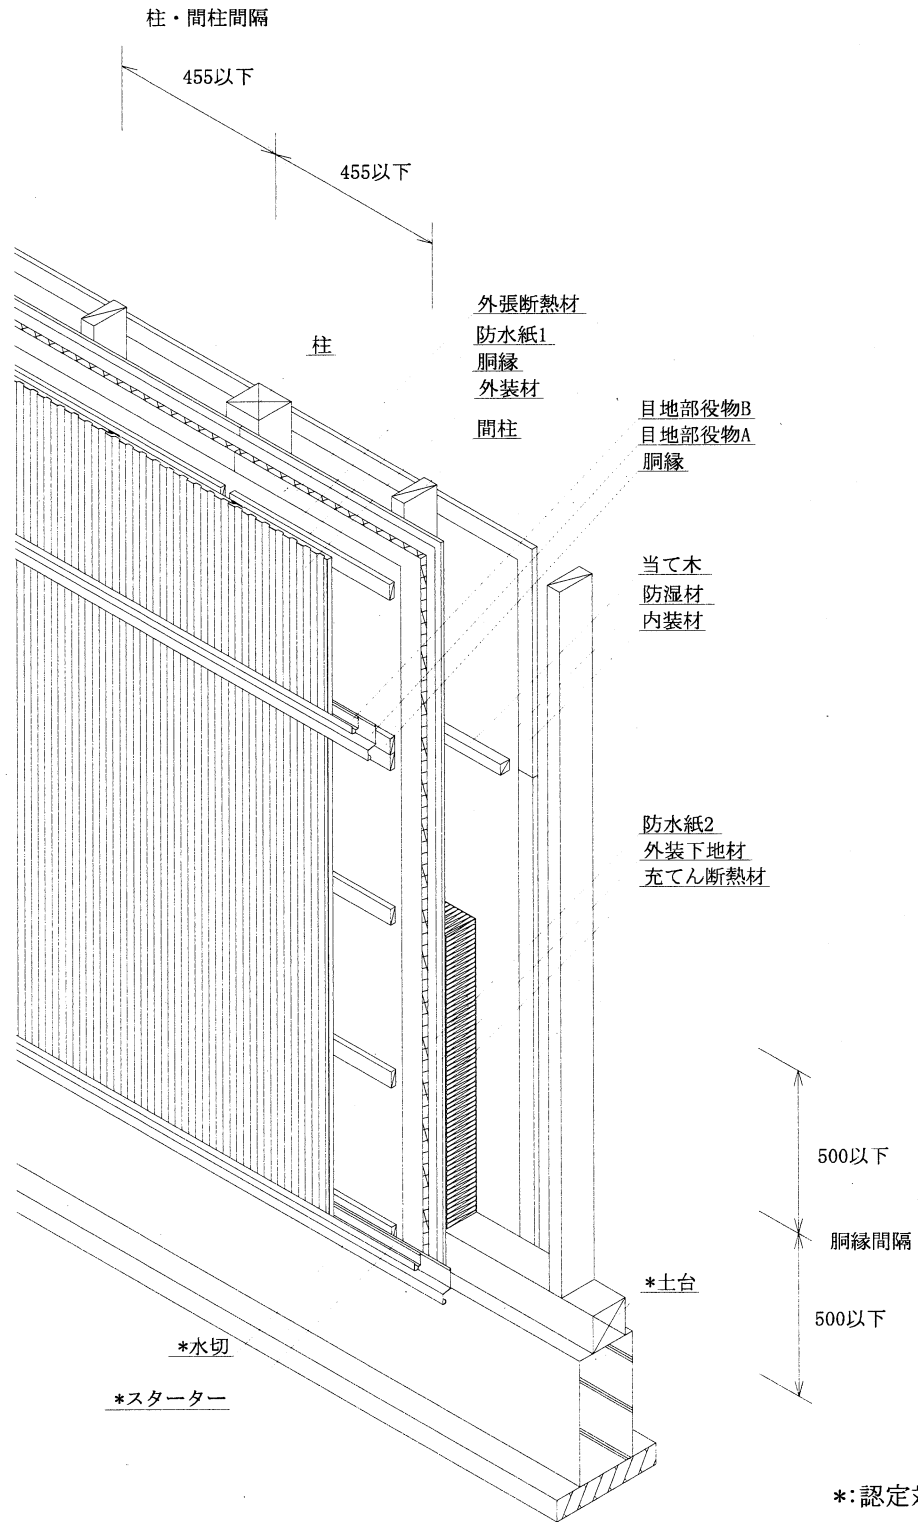 柱・間柱間隔
455以下
455以下
外張断熱材
防水紙1
胴縁
外装材
柱
間柱
目地部役物B
目地部役物A
胴縁
当て木
防湿材
内装材
防水紙2
外装下地材
充てん断熱材
500以下
胴縁間隔
500以下
*土台
*水切
*スターター
*:認定